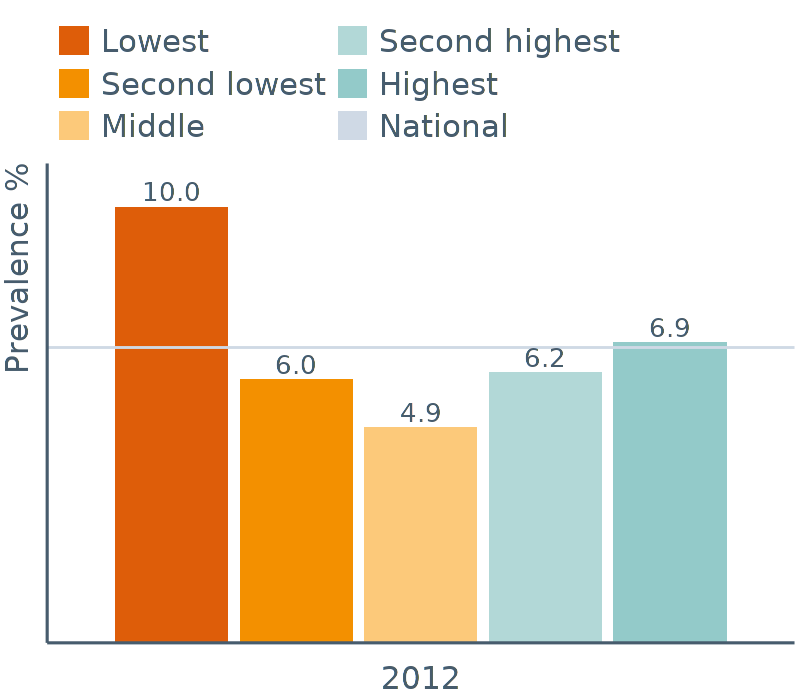 Lowest
Second lowest
Middle
Second highest
Highest
National
Prevalence %
10.0
6.0
4.9
6.2
6.9
2012